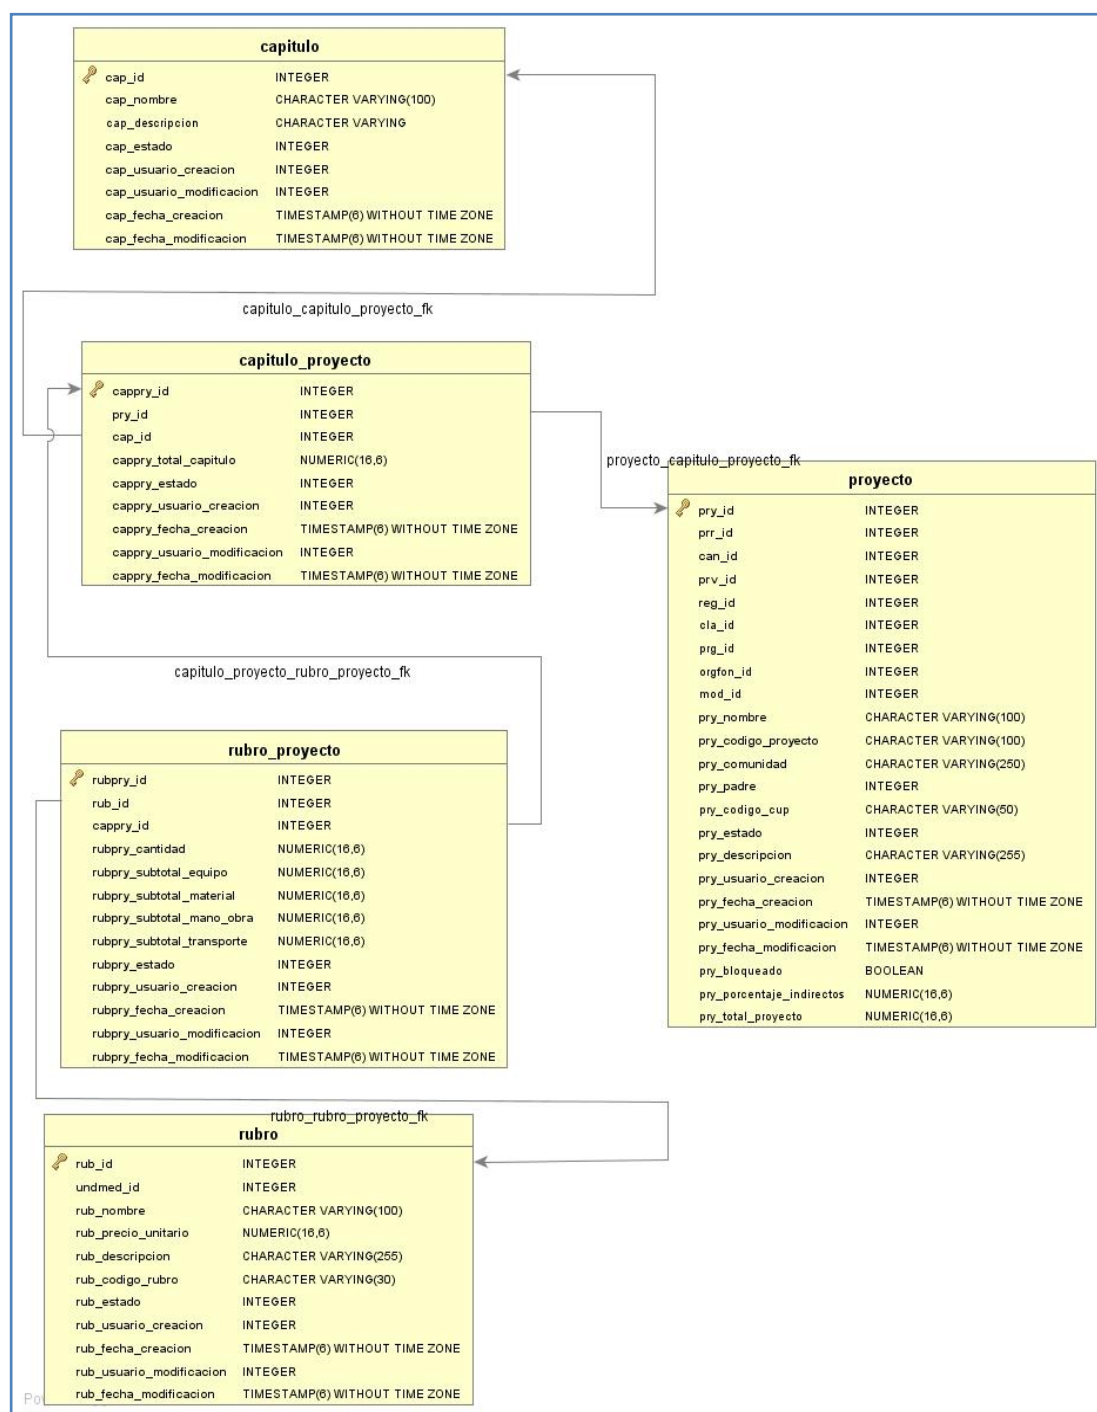 capitulo
cap_id INTEGER
cap_nombre CHARACTER VARYING(100)
cap_descripcion CHARACTER VARYING
cap_estado INTEGER
cap_usuario_creacion INTEGER
cap_usuario_modificacion INTEGER
cap_fecha_creacion TIMESTAMP(6) WITHOUT TIME ZONE
cap_fecha_modificacion TIMESTAMP(6) WITHOUT TIME ZONE
capitulo_capitulo_proyecto_fk
capitulo_proyecto
cappry_id INTEGER
pry_id INTEGER
cap_id INTEGER
cappry_total_capitulo NUMERIC(16,6)
cappry_estado INTEGER
cappry_usuario_creacion INTEGER
cappry_fecha_creacion TIMESTAMP(6) WITHOUT TIME ZONE
cappry_usuario_modificacion INTEGER
cappry_fecha_modificacion TIMESTAMP(6) WITHOUT TIME ZONE
proyecto_capitulo_proyecto_fk
proyecto
pry_id INTEGER
prr_id INTEGER
can_id INTEGER
prv_id INTEGER
reg_id INTEGER
cla_id INTEGER
prg_id INTEGER
orgfon_id INTEGER
mod_id INTEGER
pry_nombre CHARACTER VARYING(100)
pry_codigo_proyecto CHARACTER VARYING(100)
pry_comunidad CHARACTER VARYING(250)
pry_padre INTEGER
pry_codigo_cup CHARACTER VARYING(50)
pry_estado INTEGER
pry_descripcion CHARACTER VARYING(255)
pry_usuario_creacion INTEGER
pry_fecha_creacion TIMESTAMP(6) WITHOUT TIME ZONE
pry_usuario_modificacion INTEGER
pry_fecha_modificacion TIMESTAMP(6) WITHOUT TIME ZONE
pry_bloqueado BOOLEAN
pry_porcentaje_indirectos NUMERIC(16,6)
pry_total_proyecto NUMERIC(16,6)
capitulo_proyecto_rubro_proyecto_fk
rubro_proyecto
rubpry_id INTEGER
rub_id INTEGER
cappry_id INTEGER
rubpry_cantidad NUMERIC(16,6)
rubpry_subtotal_equipo NUMERIC(16,6)
rubpry_subtotal_material NUMERIC(16,6)
rubpry_subtotal_mano_obra NUMERIC(16,6)
rubpry_subtotal_transporte NUMERIC(16,6)
rubpry_estado INTEGER
rubpry_usuario_creacion INTEGER
rubpry_fecha_creacion TIMESTAMP(6) WITHOUT TIME ZONE
rubpry_usuario_modificacion INTEGER
rubpry_fecha_modificacion TIMESTAMP(6) WITHOUT TIME ZONE
rubro_rubro_proyecto_fk
rubro
rub_id INTEGER
undmed_id INTEGER
rub_nombre CHARACTER VARYING(100)
rub_precio_unitario NUMERIC(16,6)
rub_descripcion CHARACTER VARYING(255)
rub_codigo_rubro CHARACTER VARYING(30)
rub_estado INTEGER
rub_usuario_creacion INTEGER
rub_fecha_creacion TIMESTAMP(6) WITHOUT TIME ZONE
rub_usuario_modificacion INTEGER
rub_fecha_modificacion TIMESTAMP(6) WITHOUT TIME ZONE